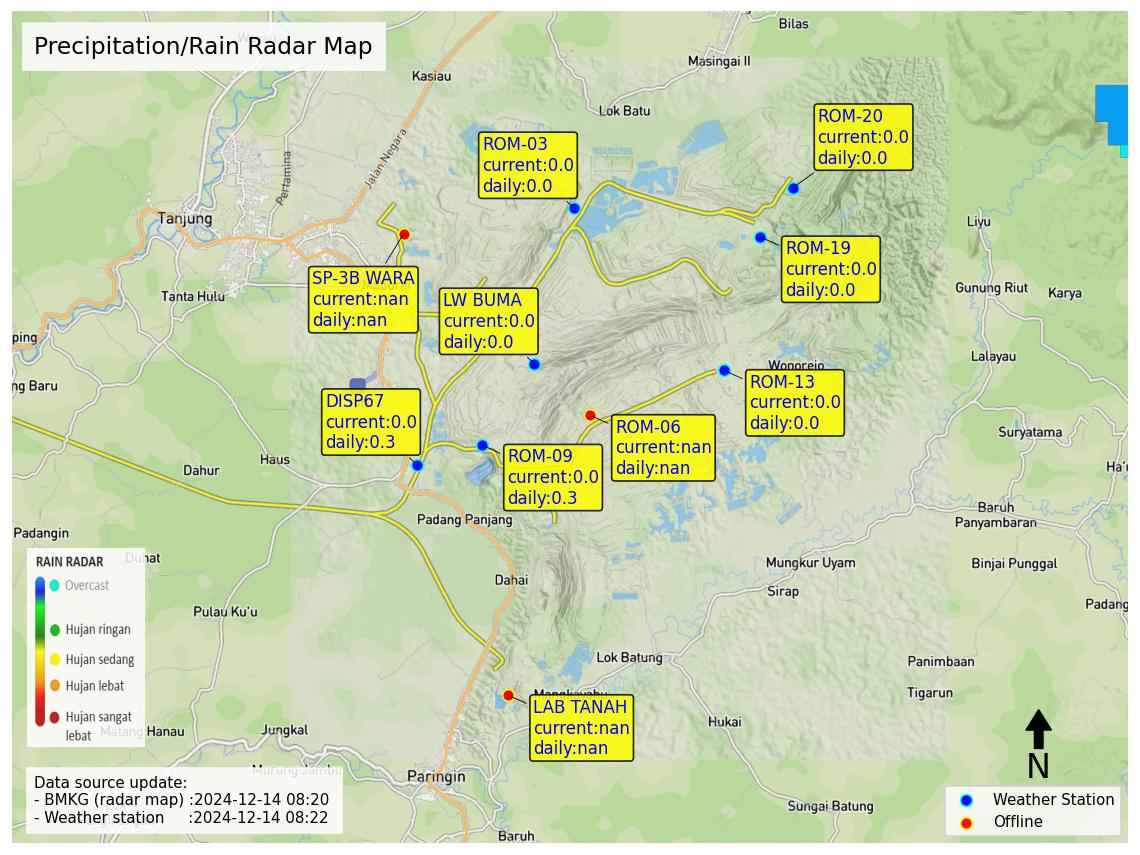 Precipitation/Rain Radar Map
Bilas
Masingai II
Kasiau
Lok Batu
Jalan Negara
Pertamina
Tanjung
Tanta Hulu
ROM-03
current:0.0
daily:0.0
ROM-20
current:0.0
daily:0.0
ROM-19
current:0.0
daily:0.0
SP-3B WARA
current:nan
daily:nan
LW BUMA
current:0.0
daily:0.0
Liyu
Gunung Riut
Karya
Lalayau
ping
ng Baru
Wonorejo
ROM-13
current:0.0
daily:0.0
DISP67
current:0.0
daily:0.3
ROM-06
current:nan
daily:nan
ROM-09
current:0.0
daily:0.3
Suryatama
Ha'u
Haus
Dahur
Padang Panjang
Baruh
Panyambaran
Padangin
Duhat
Mungkur Uyam
Binjai Punggal
Dahai
Sirap
Padang
Pulau Ku'u
RAIN RADAR
Overcast
Hujan ringan
Hujan sedang
Hujan lebat
Hujan sangat
lebat
Lok Batung
Panimbaan
Tigarun
Mangkayahu
LAB TANAH
current:nan
daily:nan
Hukai
Matang Hanau
Jungkal
Murung Jambu
Paringin
N
Sungai Batung
Baruh
Data source update:
- BMKG (radar map) :2024-12-14 08:20
- Weather station :2024-12-14 08:22
Weather Station
Offline